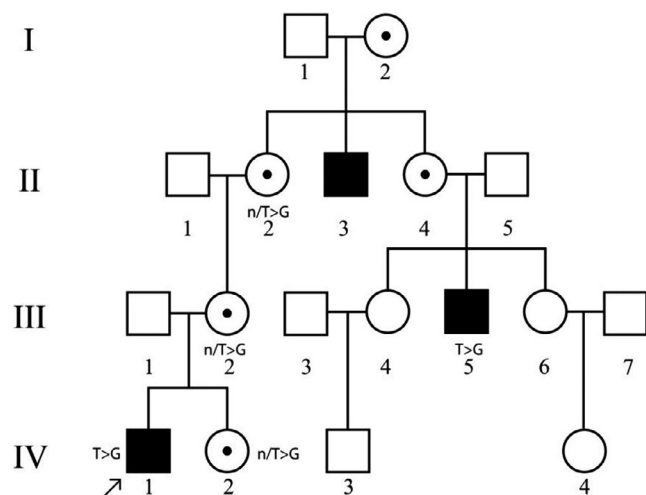 I
1 2
II
n/T>G
1 2 3 4 5
III
n/T>G T>G
1 2 3 4 5 6 7
IV
T>G n/T>G
1 2 3 4